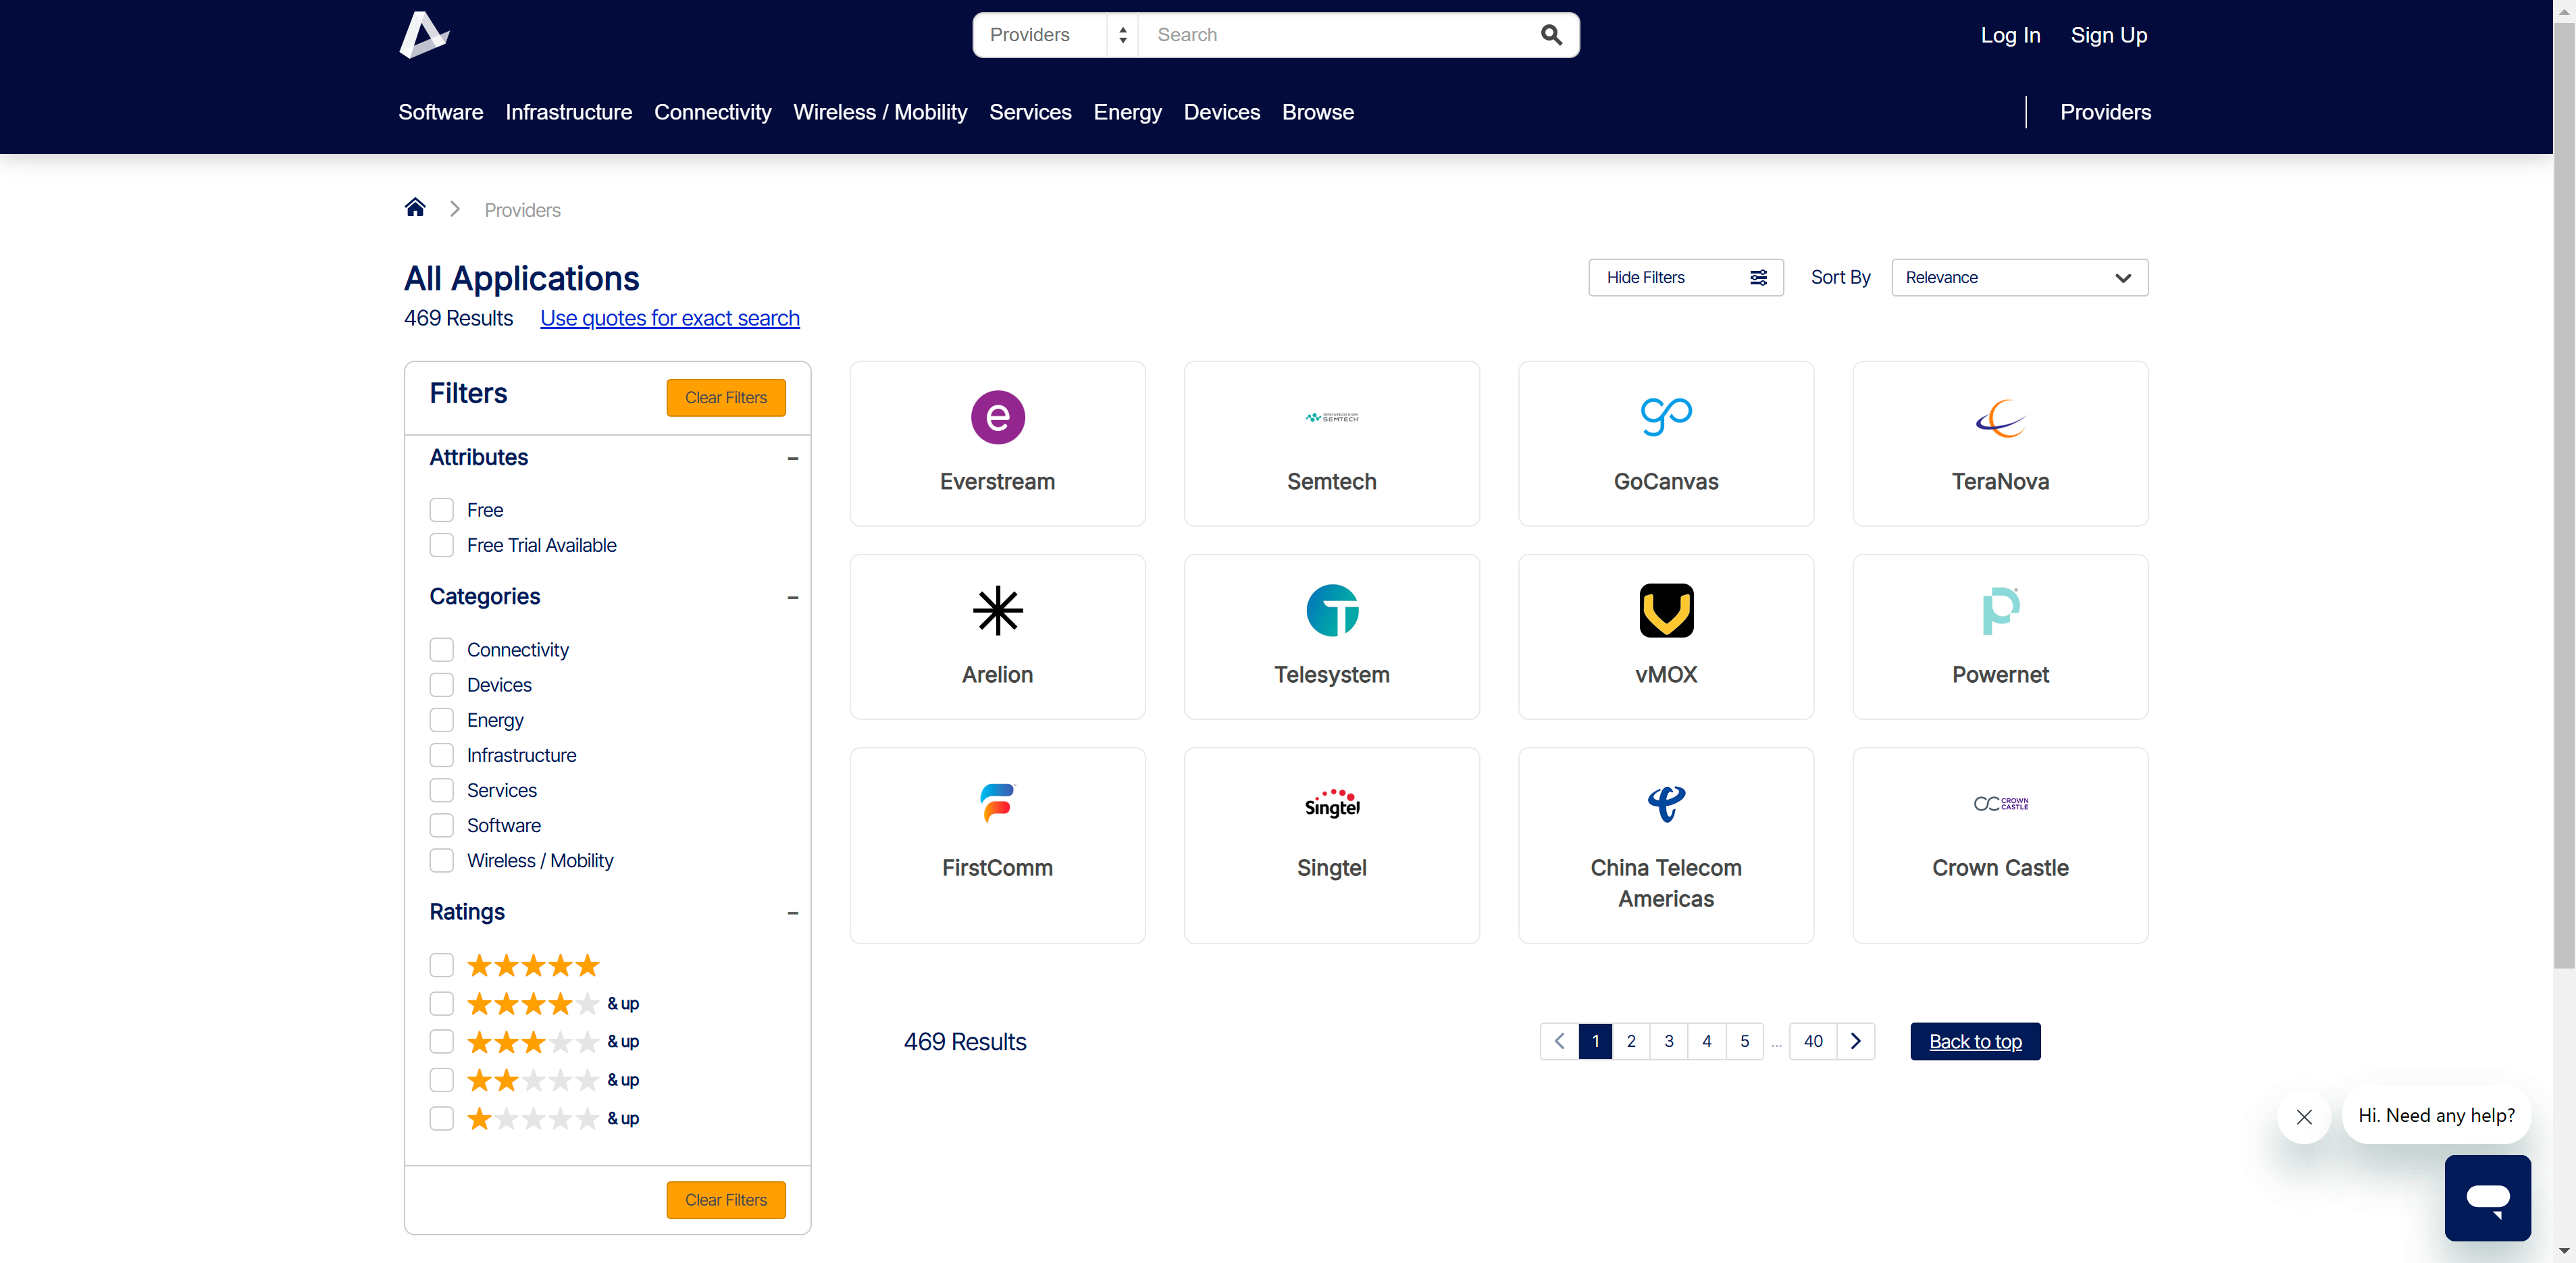 Providers
Search
Log In
Sign Up
Software
Infrastructure
Connectivity
Wireless / Mobility
Services
Energy
Devices
Browse
Providers
Providers
All Applications
469 Results
Use quotes for exact search
Hide Filters
Sort By
Relevance
Filters
Clear Filters
Attributes
Free
Free Trial Available
Categories
Connectivity
Devices
Energy
Infrastructure
Services
Software
Wireless / Mobility
Ratings
& up
& up
& up
& up
Clear Filters
e
Everstream
SEMTECH
Semtech
go
GoCanvas
TeraNova
Arelion
T
Telesystem
vMOX
Powernet
FirstComm
Singtel
Singtel
China Telecom
Americas
CROWN
CASTLE
Crown Castle
469 Results
1
2
3
4
5
...
40
Back to top
Hi. Need any help?